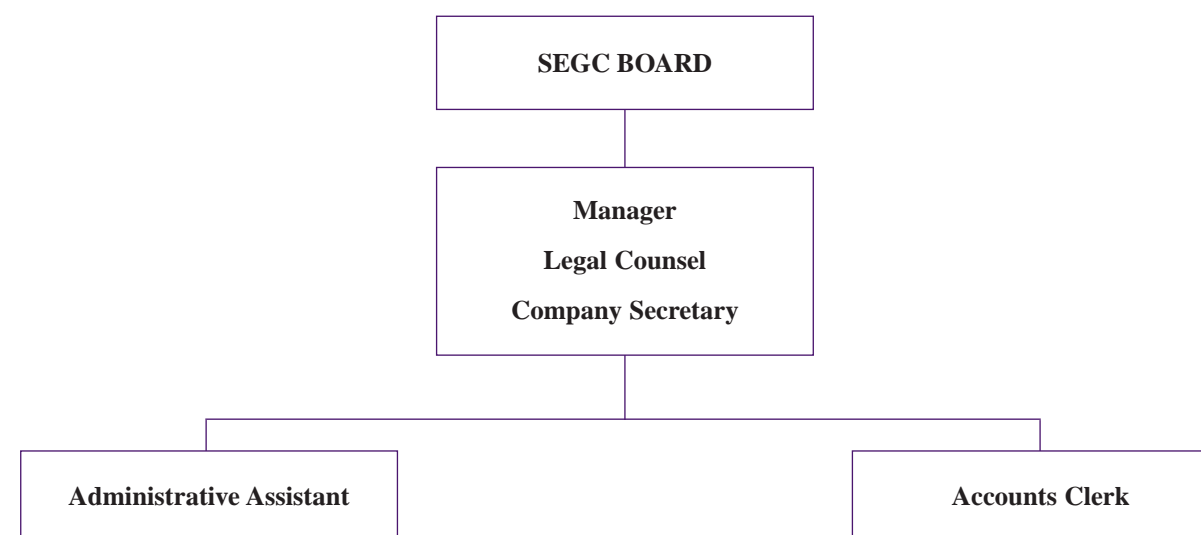 SEGC BOARD
Manager
Legal Counsel
Company Secretary
Administrative Assistant
Accounts Clerk